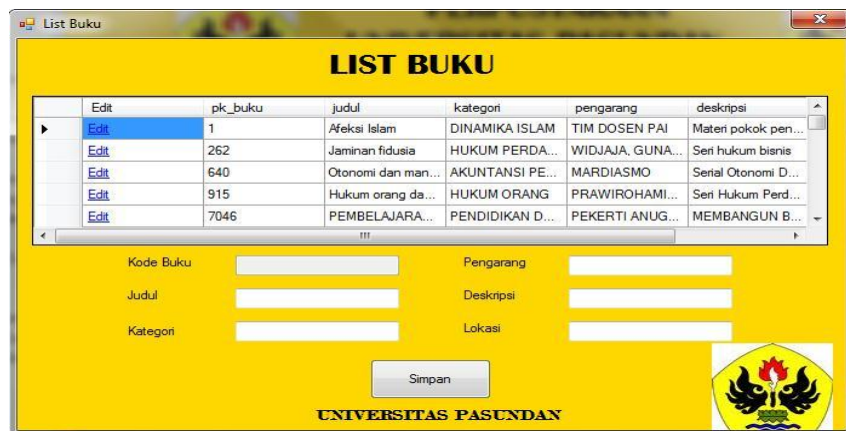 List Buku
LIST BUKU
Edit pk_buku judul kategori pengarang deskripsi
Edit 1 Afeksi Islam DINAMIKA ISLAM TIM DOSEN PAI Materi pokok pen...
Edit 262 Jaminan fidusia HUKUM PERDA... WIDJAJA, GUNA... Seri hukum bisnis
Edit 640 Otonomi dan man... AKUNTANSI PE... MARDIASMO Serial Otonomi D...
Edit 915 Hukum orang da... HUKUM ORANG PRAWIROHAMI... Seri Hukum Perd...
Edit 7046 PEMBELAJARA... PENDIDIKAN D... PEKERTI ANUG... MEMBANGUN B...
Kode Buku Pengarang
Judul Deskripsi
Kategori Lokasi
Simpan
UNIVERSITAS PASUNDAN